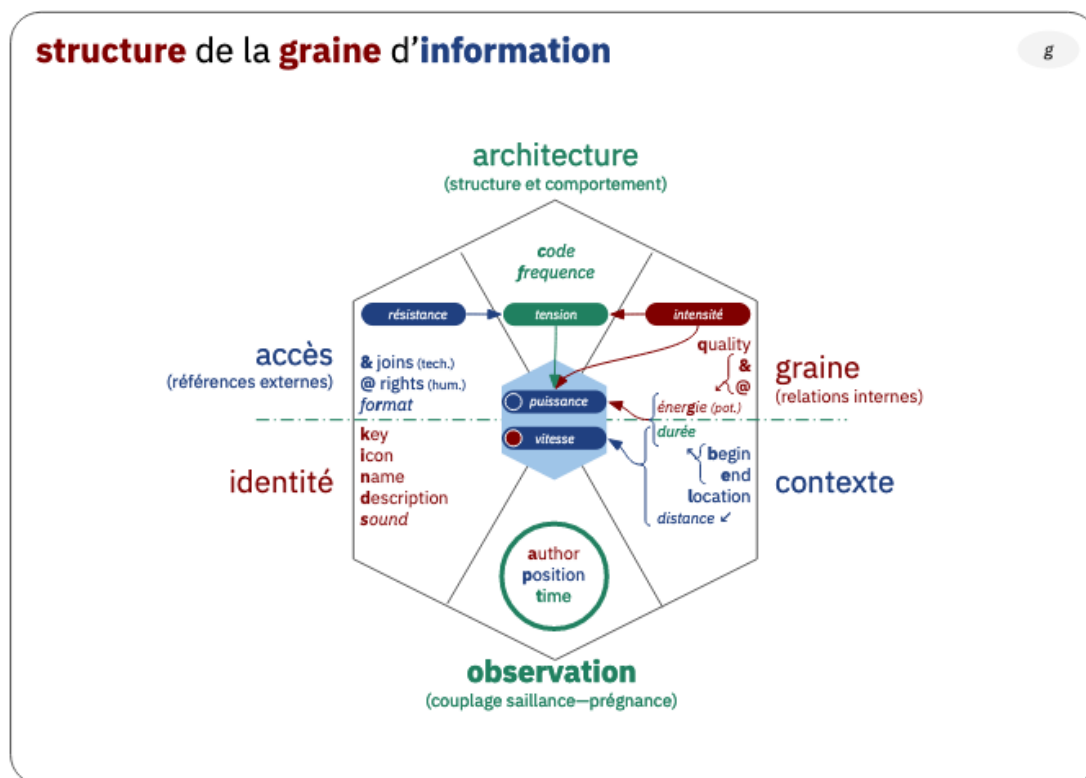 structure de la graine d'information
g
architecture
(structure et comportement)
code
frequence
résistance
tension
intensité
accès
(références externes)
& joins (tech.)
@ rights (hum.)
format
quality
&
@
graine
(relations internes)
puissance
énergie (pot.)
vitesse
durée
identité
key
icon
name
description
sound
begin
end
location
distance ↙
contexte
author
position
time
observation
(couplage saillance—prégnance)